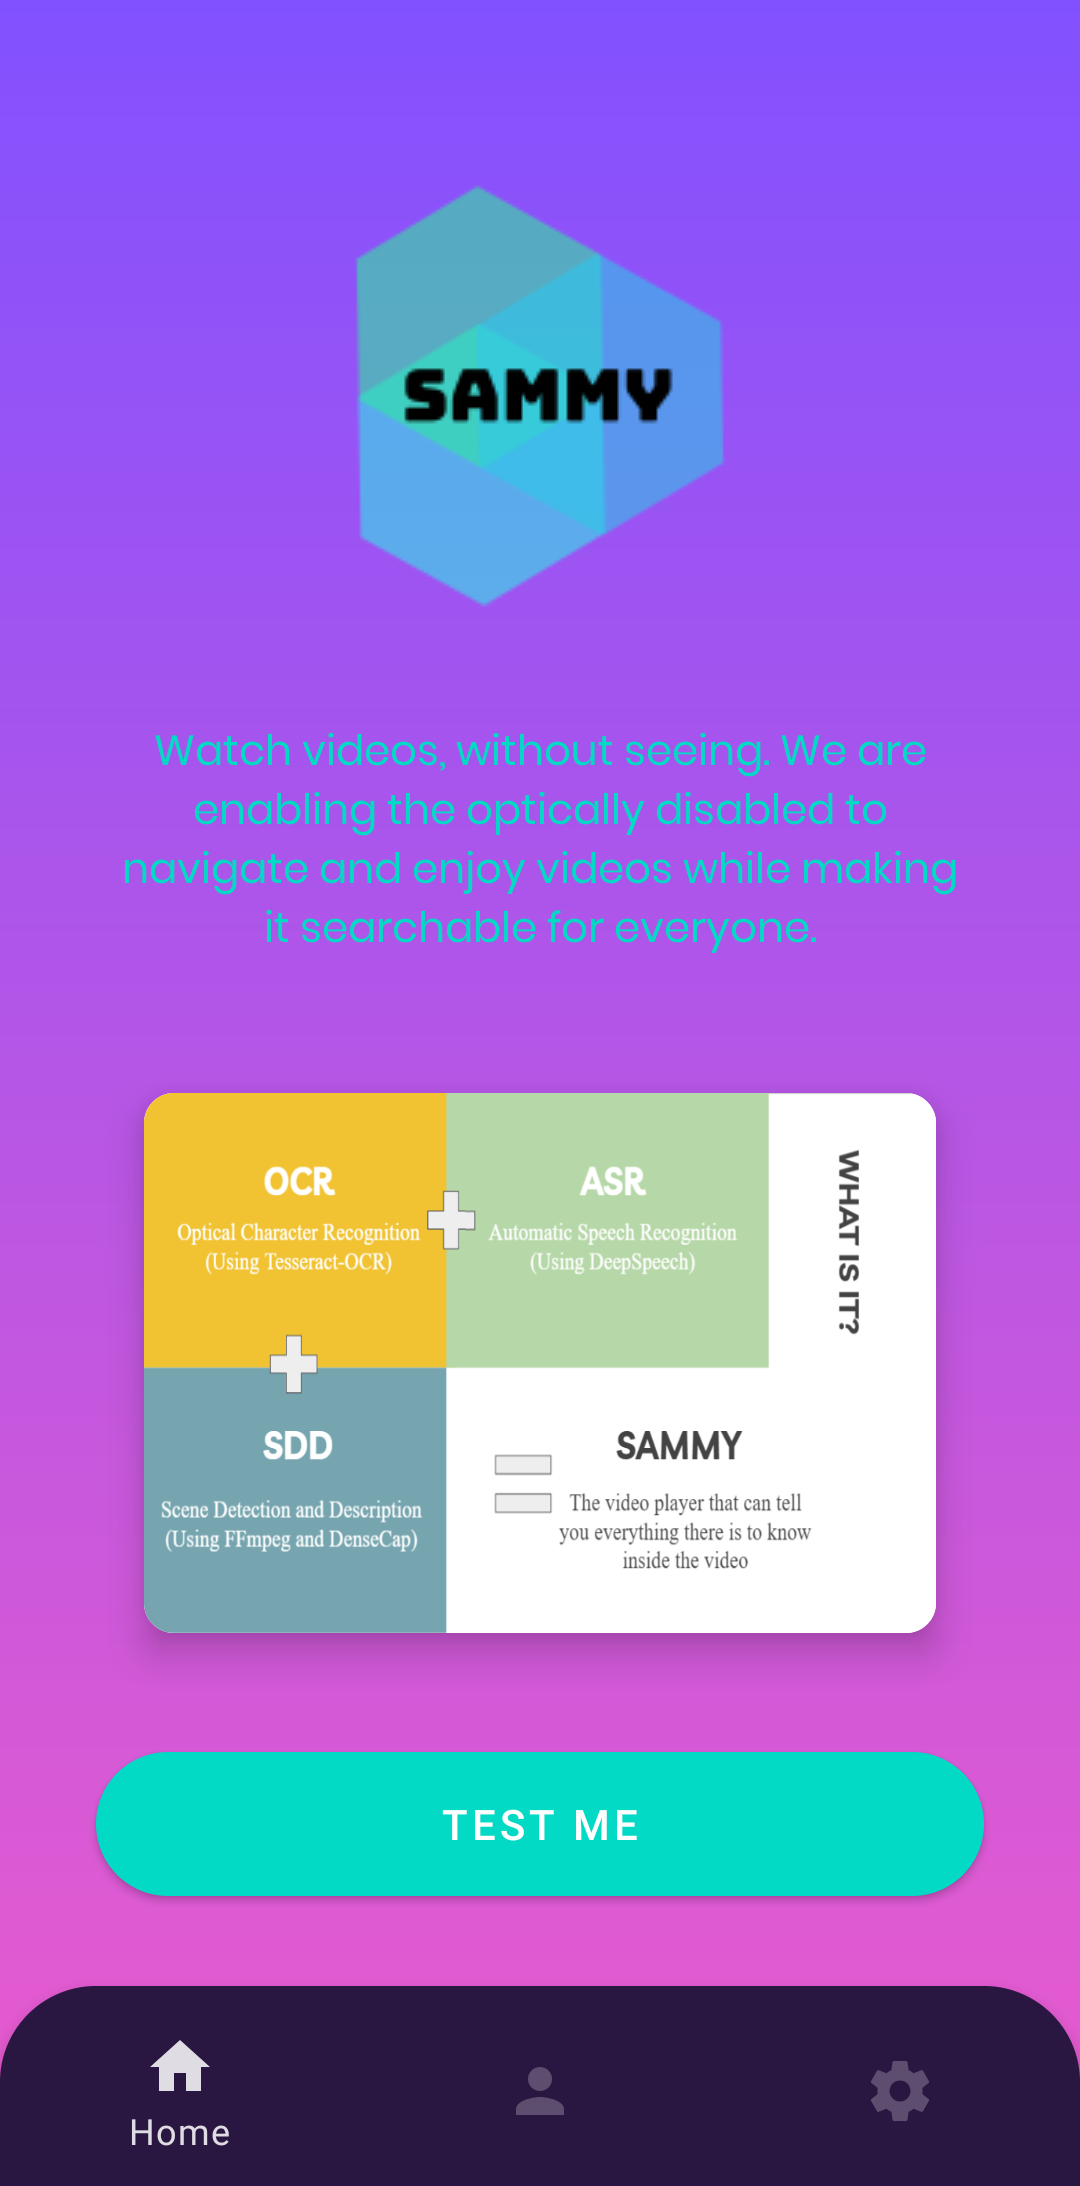 SAMMY
Watch videos, without seeing. We are
enabling the optically disabled to
navigate and enjoy videos while making
it searchable for everyone.
OCR
Optical Character Recognition
(Using Tesseract-OCR)
ASR
Automatic Speech Recognition
(Using DeepSpeech)
WHAT IS IT?
SDD
Scene Detection and Description
(Using FFmpeg and DenseCap)
SAMMY
The video player that can tell
you everything there is to know
inside the video
TEST ME
Home